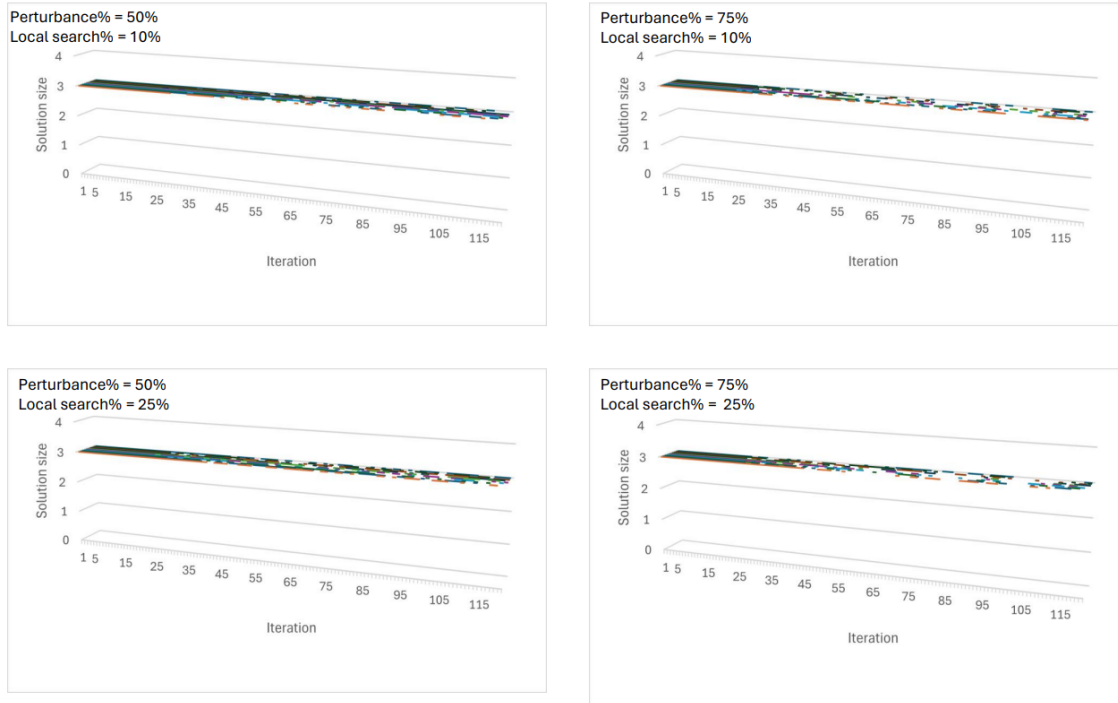 Perturbance% = 50%
Local search% = 10%
4
3
2
1
0
Solution size
1 5 15 25 35 45 55 65 75 85 95 105 115
Iteration
Perturbance% = 75%
Local search% = 10%
4
3
2
1
0
Solution size
1 5 15 25 35 45 55 65 75 85 95 105 115
Iteration
Perturbance% = 50%
Local search% = 25%
4
3
2
1
0
Solution size
1 5 15 25 35 45 55 65 75 85 95 105 115
Iteration
Perturbance% = 75%
Local search% = 25%
4
3
2
1
0
Solution size
1 5 15 25 35 45 55 65 75 85 95 105 115
Iteration